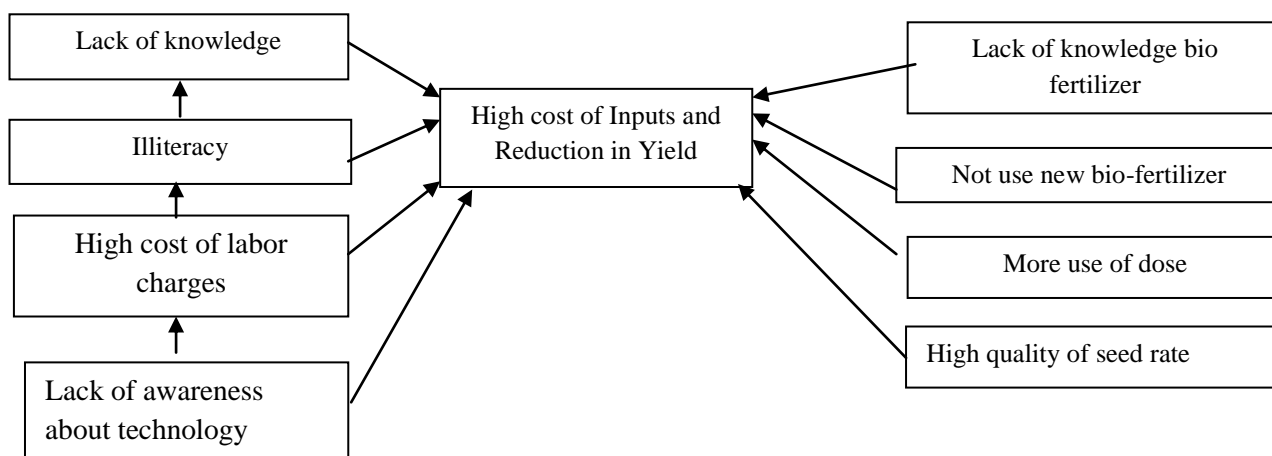 Lack of knowledge
Illiteracy
High cost of labor
charges
Lack of awareness
about technology
High cost of Inputs and
Reduction in Yield
Lack of knowledge bio
fertilizer
Not use new bio-fertilizer
More use of dose
High quality of seed rate